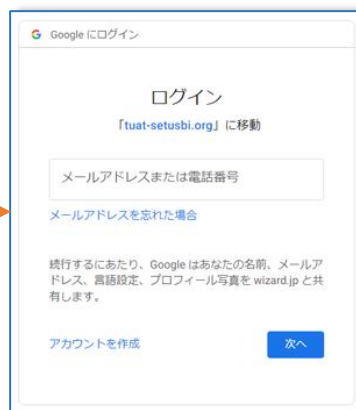 Google にログイン
ログイン
「tuat-setusbi.org」に移動
メールアドレスまたは電話番号
メールアドレスを忘れた場合
続行するにあたり、Google はあなたの名前、メールア
ドレス、言語設定、プロフィール写真を wizard.jp と共
有します。
アカウントを作成
次へ